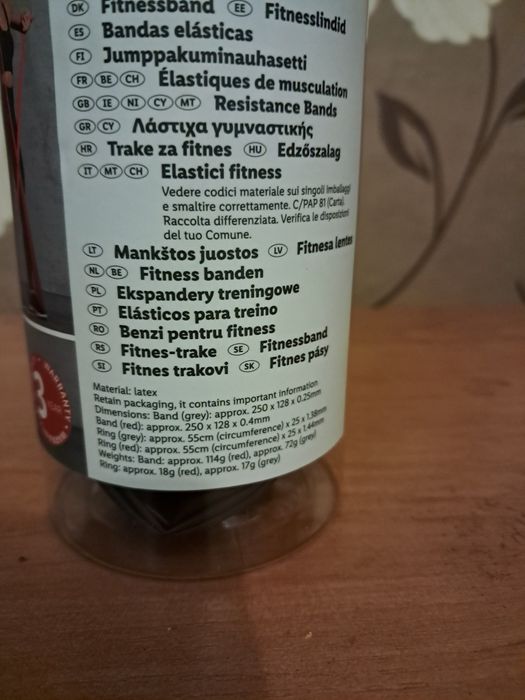 DK Fitnessband EE Fitnesslindid
ES Bandas elásticas
FI Jumppakuminauhasetti
FR BE CH Élastiques de musculation
GB IE NI CY MT Resistance Bands
GR CY Λάστιχα γυμναστικής
HR Trake za fitnes HU Edzőszalag
IT MT CH Elastici fitness
Vedere codici materiale sui singoli imballaggi
e smaltire correttamente. C/PAP 81 (Carta).
Raccolta differenziata. Verifica le disposizioni
del tuo Comune.
LT Mankštos juostos LV Fitnesa lentes
NL BE Fitness banden
PL Ekspandery treningowe
PT Elásticos para treino
RO Benzi pentru fitness
RS Fitnes-trake SE Fitnessband
SI Fitnes trakovi SK Fitnes pásy
Material: latex
Retain packaging, it contains important information
Dimensions: Band (grey): approx. 250 x 128 x 0.25mm
Band (red): approx. 250 x 128 x 0.4mm
Ring (grey): approx. 55cm (circumference) x 25 x 1.38mm
Ring (red): approx. 55cm (circumference) x 25 x 1.44mm
Weights: Band: approx. 114g (red), approx. 72g (grey)
Ring: approx. 18g (red), approx. 17g (grey)
3
WARRANTY